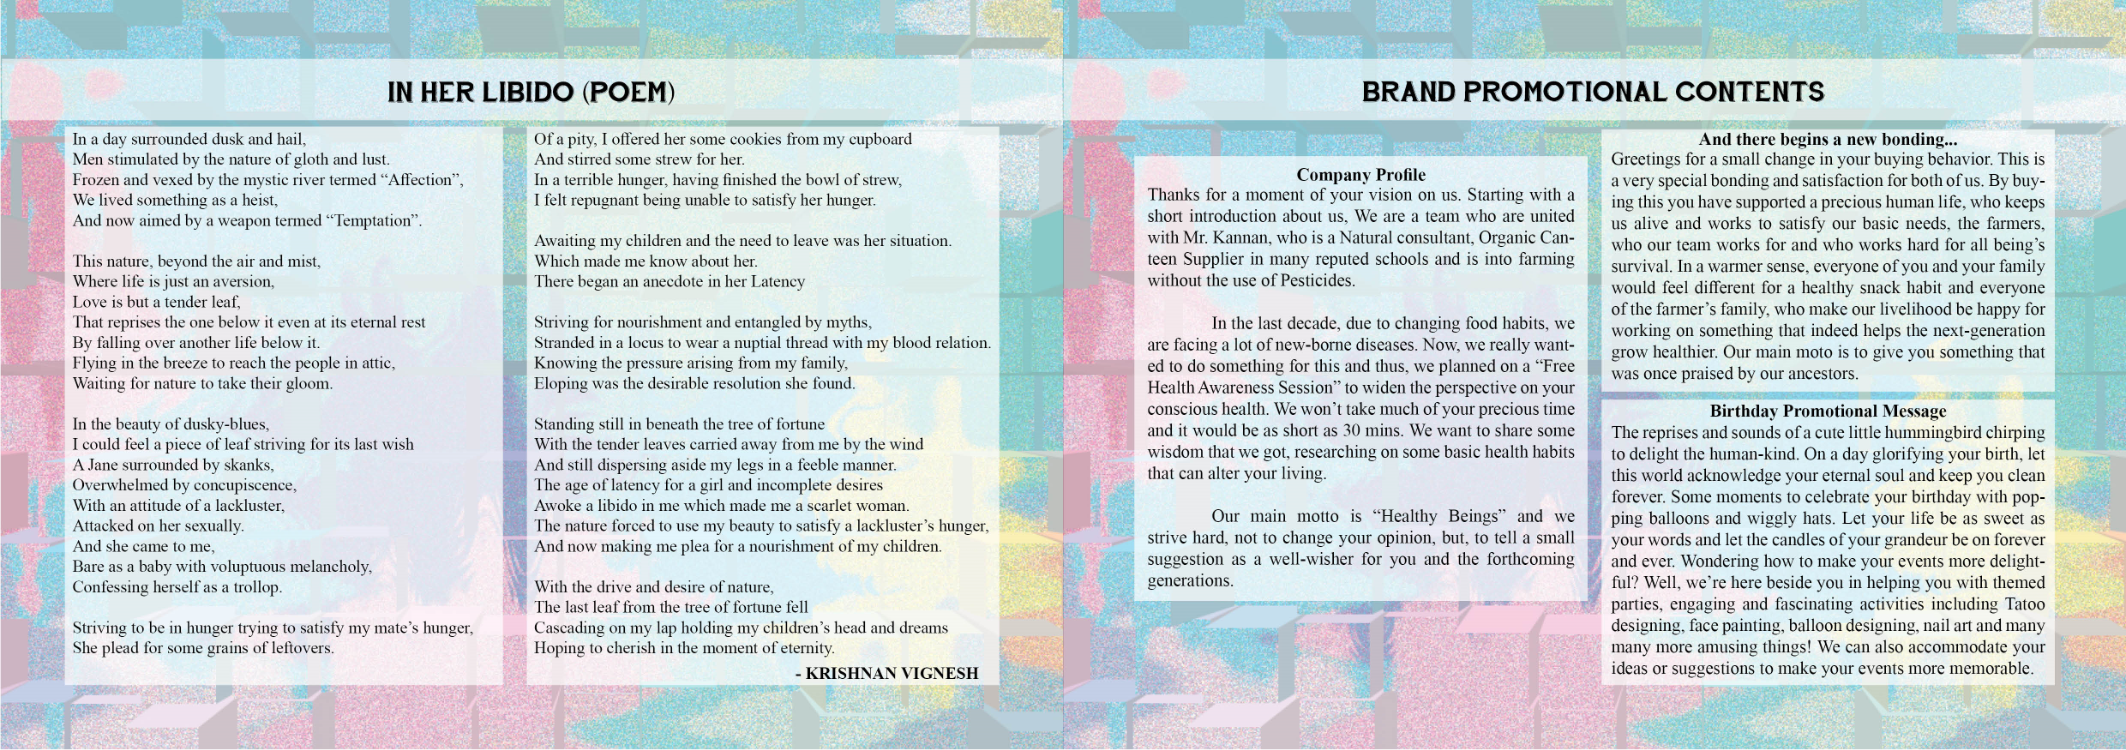 IN HER LIBIDO (POEM)
In a day surrounded dusk and hail,
Men stimulated by the nature of gloth and lust.
Frozen and vexed by the mystic river termed “Affection”,
We lived something as a heist,
And now aimed by a weapon termed “Temptation”.
This nature, beyond the air and mist,
Where life is just an aversion,
Love is but a tender leaf,
That reprises the one below it even at its eternal rest
By falling over another life below it.
Flying in the breeze to reach the people in attic,
Waiting for nature to take their gloom.
In the beauty of dusky-blues,
I could feel a piece of leaf striving for its last wish
A Jane surrounded by skanks,
Overwhelmed by concupiscence,
With an attitude of a lackluster,
Attacked on her sexually.
And she came to me,
Bare as a baby with voluptuous melancholy,
Confessing herself as a trollop.
Striving to be in hunger trying to satisfy my mate’s hunger,
She plead for some grains of leftovers.
Of a pity, I offered her some cookies from my cupboard
And stirred some strew for her.
In a terrible hunger, having finished the bowl of strew,
I felt repugnant being unable to satisfy her hunger.
Awaiting my children and the need to leave was her situation.
Which made me know about her.
There began an anecdote in her Latency
Striving for nourishment and entangled by myths,
Stranded in a locus to wear a nuptial thread with my blood relation.
Knowing the pressure arising from my family,
Eloping was the desirable resolution she found.
Standing still in beneath the tree of fortune
With the tender leaves carried away from me by the wind
And still dispersing aside my legs in a feeble manner.
The age of latency for a girl and incomplete desires
Awoke a libido in me which made me a scarlet woman.
The nature forced to use my beauty to satisfy a lackluster’s hunger,
And now making me plea for a nourishment of my children.
With the drive and desire of nature,
The last leaf from the tree of fortune fell
Cascading on my lap holding my children’s head and dreams
Hoping to cherish in the moment of eternity.
- KRISHNAN VIGNESH
BRAND PROMOTIONAL CONTENTS
Company Profile
Thanks for a moment of your vision on us. Starting with a
short introduction about us, We are a team who are united
with Mr. Kannan, who is a Natural consultant, Organic Can-
teen Supplier in many reputed schools and is into farming
without the use of Pesticides.
In the last decade, due to changing food habits, we
are facing a lot of new-borne diseases. Now, we really want-
ed to do something for this and thus, we planned on a “Free
Health Awareness Session” to widen the perspective on your
conscious health. We won’t take much of your precious time
and it would be as short as 30 mins. We want to share some
wisdom that we got, researching on some basic health habits
that can alter your living.
Our main motto is “Healthy Beings” and we
strive hard, not to change your opinion, but, to tell a small
suggestion as a well-wisher for you and the forthcoming
generations.
And there begins a new bonding...
Greetings for a small change in your buying behavior. This is
a very special bonding and satisfaction for both of us. By buy-
ing this you have supported a precious human life, who keeps
us alive and works to satisfy our basic needs, the farmers,
who our team works for and who works hard for all being’s
survival. In a warmer sense, everyone of you and your family
would feel different for a healthy snack habit and everyone
of the farmer’s family, who make our livelihood be happy for
working on something that indeed helps the next-generation
grow healthier. Our main moto is to give you something that
was once praised by our ancestors.
Birthday Promotional Message
The reprises and sounds of a cute little hummingbird chirping
to delight the human-kind. On a day glorifying your birth, let
this world acknowledge your eternal soul and keep you clean
forever. Some moments to celebrate your birthday with pop-
ping balloons and wiggly hats. Let your life be as sweet as
your words and let the candles of your grandeur be on forever
and ever. Wondering how to make your events more delight-
ful? Well, we’re here beside you in helping you with themed
parties, engaging and fascinating activities including Tatoo
designing, face painting, balloon designing, nail art and many
many more amusing things! We can also accommodate your
ideas or suggestions to make your events more memorable.